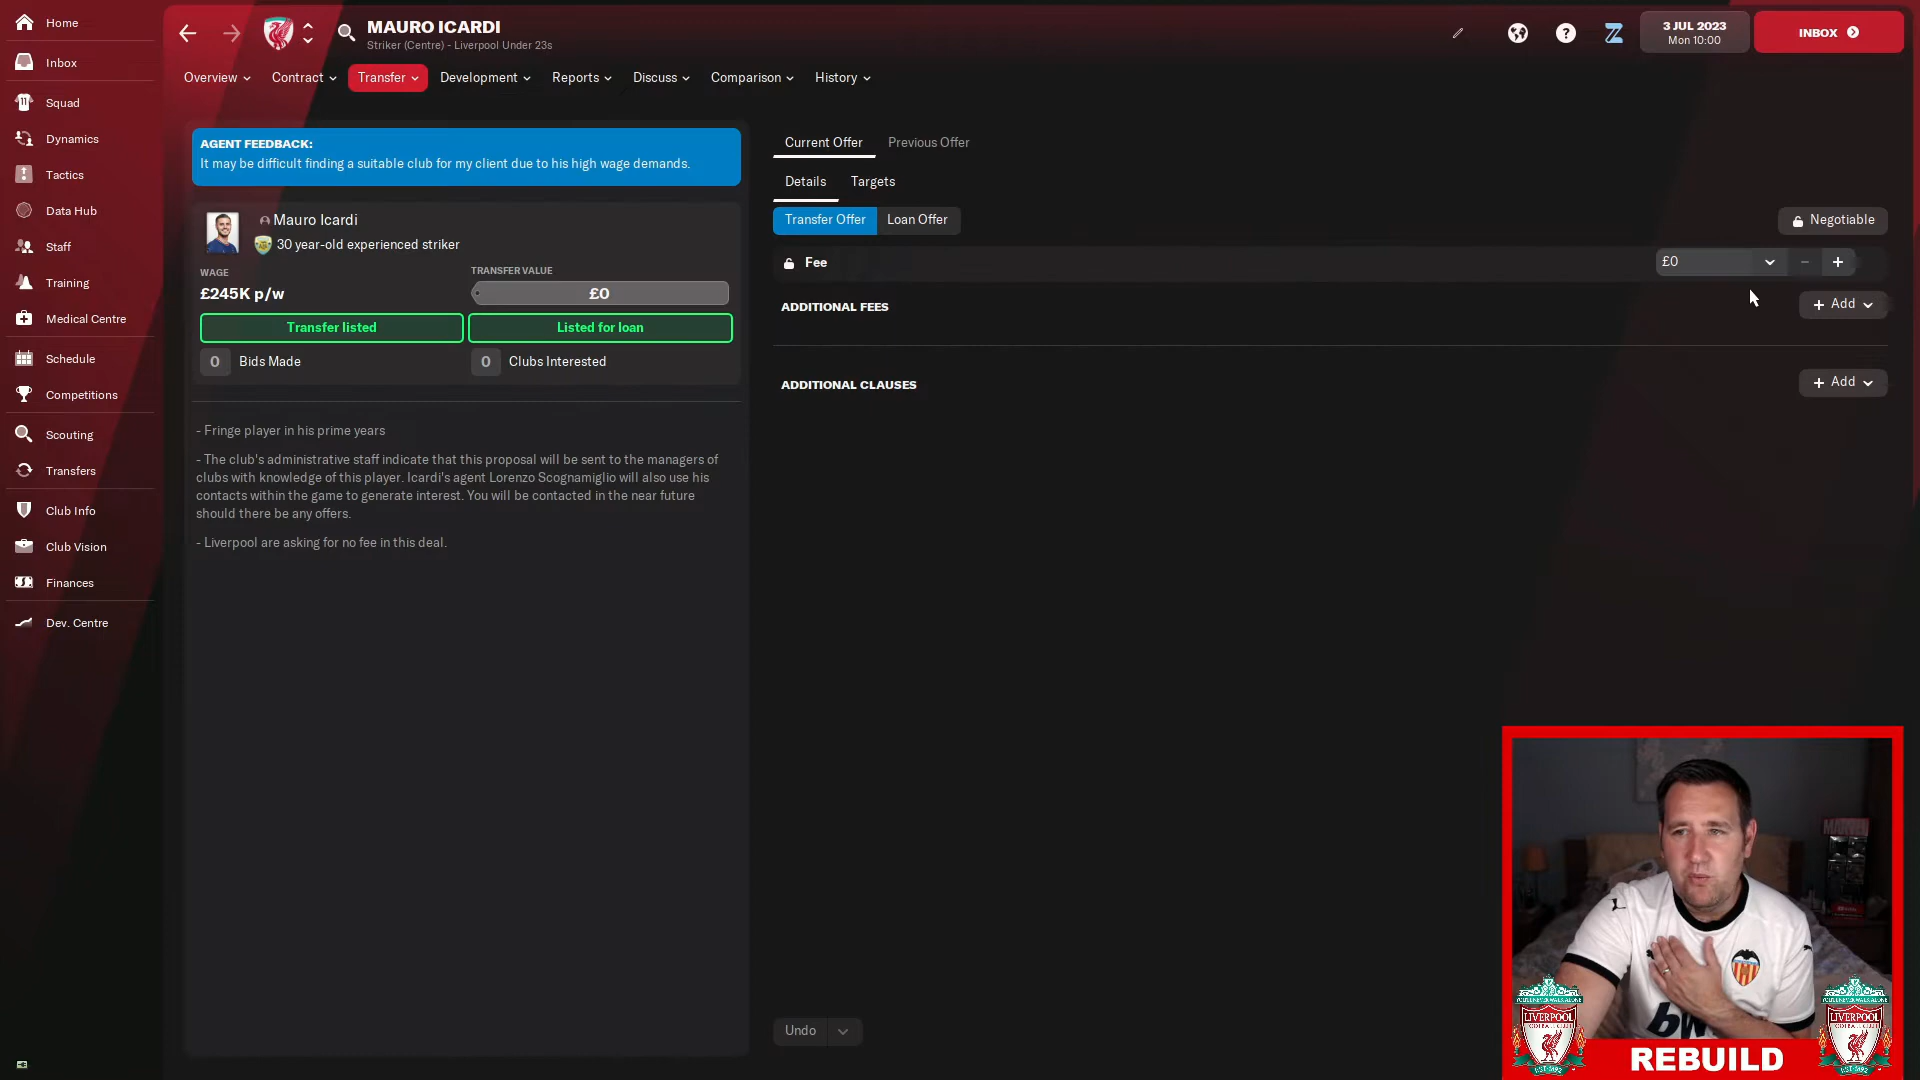 Home
Inbox
Squad
Dynamics
Tactics
Data Hub
Staff
Training
Medical Centre
Schedule
Competitions
Scouting
Transfers
Club Info
Club Vision
Finances
Dev. Centre
MAURO ICARDI
Striker (Centre) - Liverpool Under 23s
3 JUL 2023
Mon 10:00
INBOX
Overview
Contract
Transfer
Development
Reports
Discuss
Comparison
History
AGENT FEEDBACK:
It may be difficult finding a suitable club for my client due to his high wage demands.
Mauro Icardi
30 year-old experienced striker
WAGE
TRANSFER VALUE
£245K p/w
£0
Transfer listed
Listed for loan
0 Bids Made
0 Clubs Interested
- Fringe player in his prime years
- The club's administrative staff indicate that this proposal will be sent to the managers of
clubs with knowledge of this player. Icardi's agent Lorenzo Scognamiglio will also use his
contacts within the game to generate interest. You will be contacted in the near future
should there be any offers.
- Liverpool are asking for no fee in this deal.
Current Offer
Previous Offer
Details
Targets
Transfer Offer
Loan Offer
Negotiable
Fee
£0
ADDITIONAL FEES
+ Add
ADDITIONAL CLAUSES
+ Add
Undo
LIVERPOOL
FOOTBALL CLUB
EST·1892
LIVERPOOL
FOOTBALL CLUB
EST·1892
REBUILD